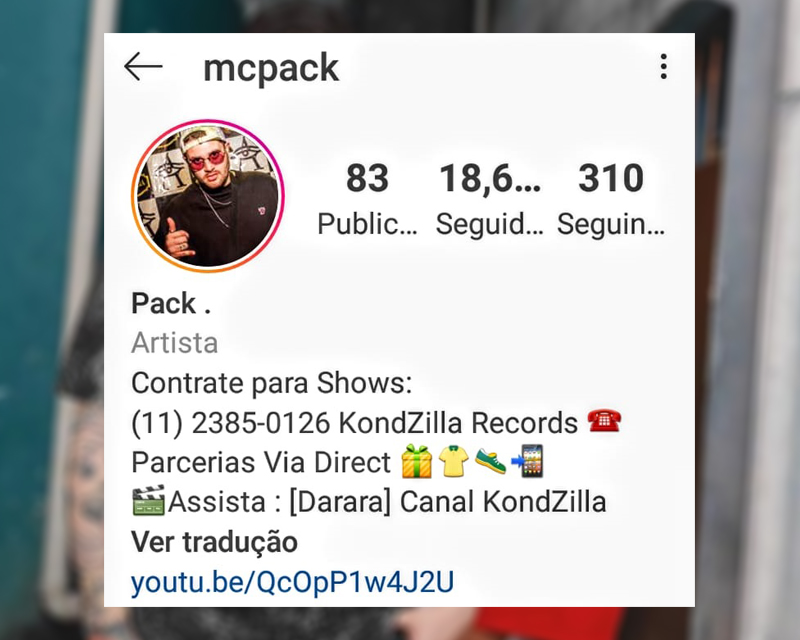 mcpack
83 18,6... 310
Public... Seguid... Seguin...
Pack .
Artista
Contrate para Shows:
(11) 2385-0126 KondZilla Records ☎️
Parcerias Via Direct 🎁👕👟📲
🎬Assista : [Darara] Canal KondZilla
Ver tradução
youtu.be/QcOpP1w4J2U